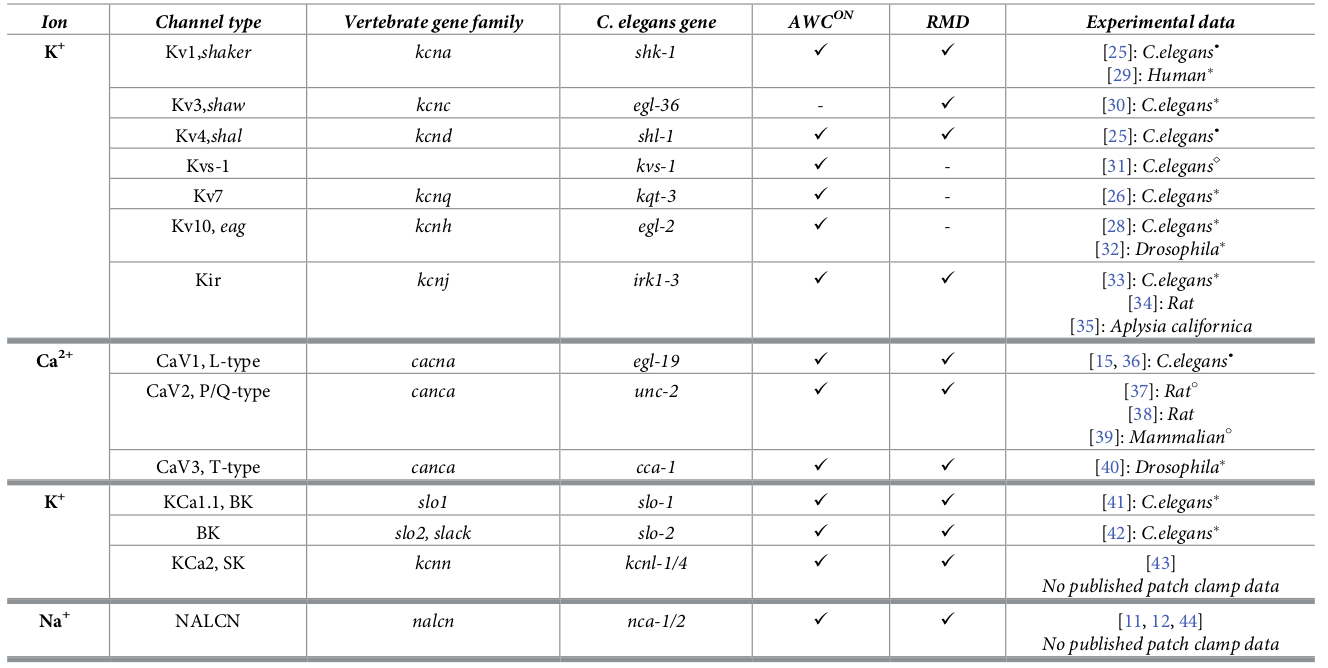 Ion Channel type Vertebrate gene family C. elegans gene AWC^ON RMD Experimental data
K+ Kv1,shaker kcna shk-1 ✓ ✓ [25]: C.elegans•
[29]: Human*
Kv3,shaw kcnc egl-36 - ✓ [30]: C.elegans*
Kv4,shal kcnd shl-1 ✓ ✓ [25]: C.elegans•
Kvs-1 kvs-1 ✓ - [31]: C.elegans◇
Kv7 kcnq kqt-3 ✓ - [26]: C.elegans*
Kv10, eag kcnh egl-2 ✓ - [28]: C.elegans*
[32]: Drosophila*
Kir kcnj irk1-3 ✓ ✓ [33]: C.elegans*
[34]: Rat
[35]: Aplysia californica
Ca2+ CaV1, L-type cacna egl-19 ✓ ✓ [15, 36]: C.elegans•
CaV2, P/Q-type canca unc-2 ✓ ✓ [37]: Rat○
[38]: Rat
[39]: Mammalian○
CaV3, T-type canca cca-1 ✓ ✓ [40]: Drosophila*
K+ KCa1.1, BK slo1 slo-1 ✓ ✓ [41]: C.elegans*
BK slo2, slack slo-2 ✓ ✓ [42]: C.elegans*
KCa2, SK kcnn kcnl-1/4 ✓ ✓ [43]
No published patch clamp data
Na+ NALCN nalcn nca-1/2 ✓ ✓ [11, 12, 44]
No published patch clamp data